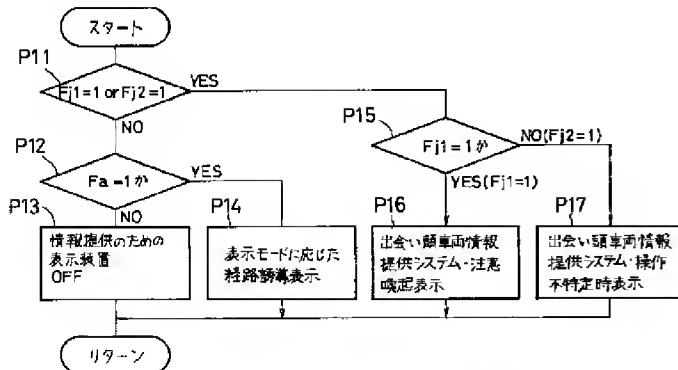 スタート
P11
Fj1=1 or Fj2=1
YES
NO
P15
Fj1=1か
NO(Fj2=1)
YES(Fj1=1)
P12
Fa=1か
YES
NO
P13
情報提供のための
表示装置
OFF
P14
表示モードに応じた
経路誘導表示
P16
出会い頭車両情報
提供システム・注意
喚起表示
P17
出会い頭車両情報
提供システム・操作
不特定時表示
リターン